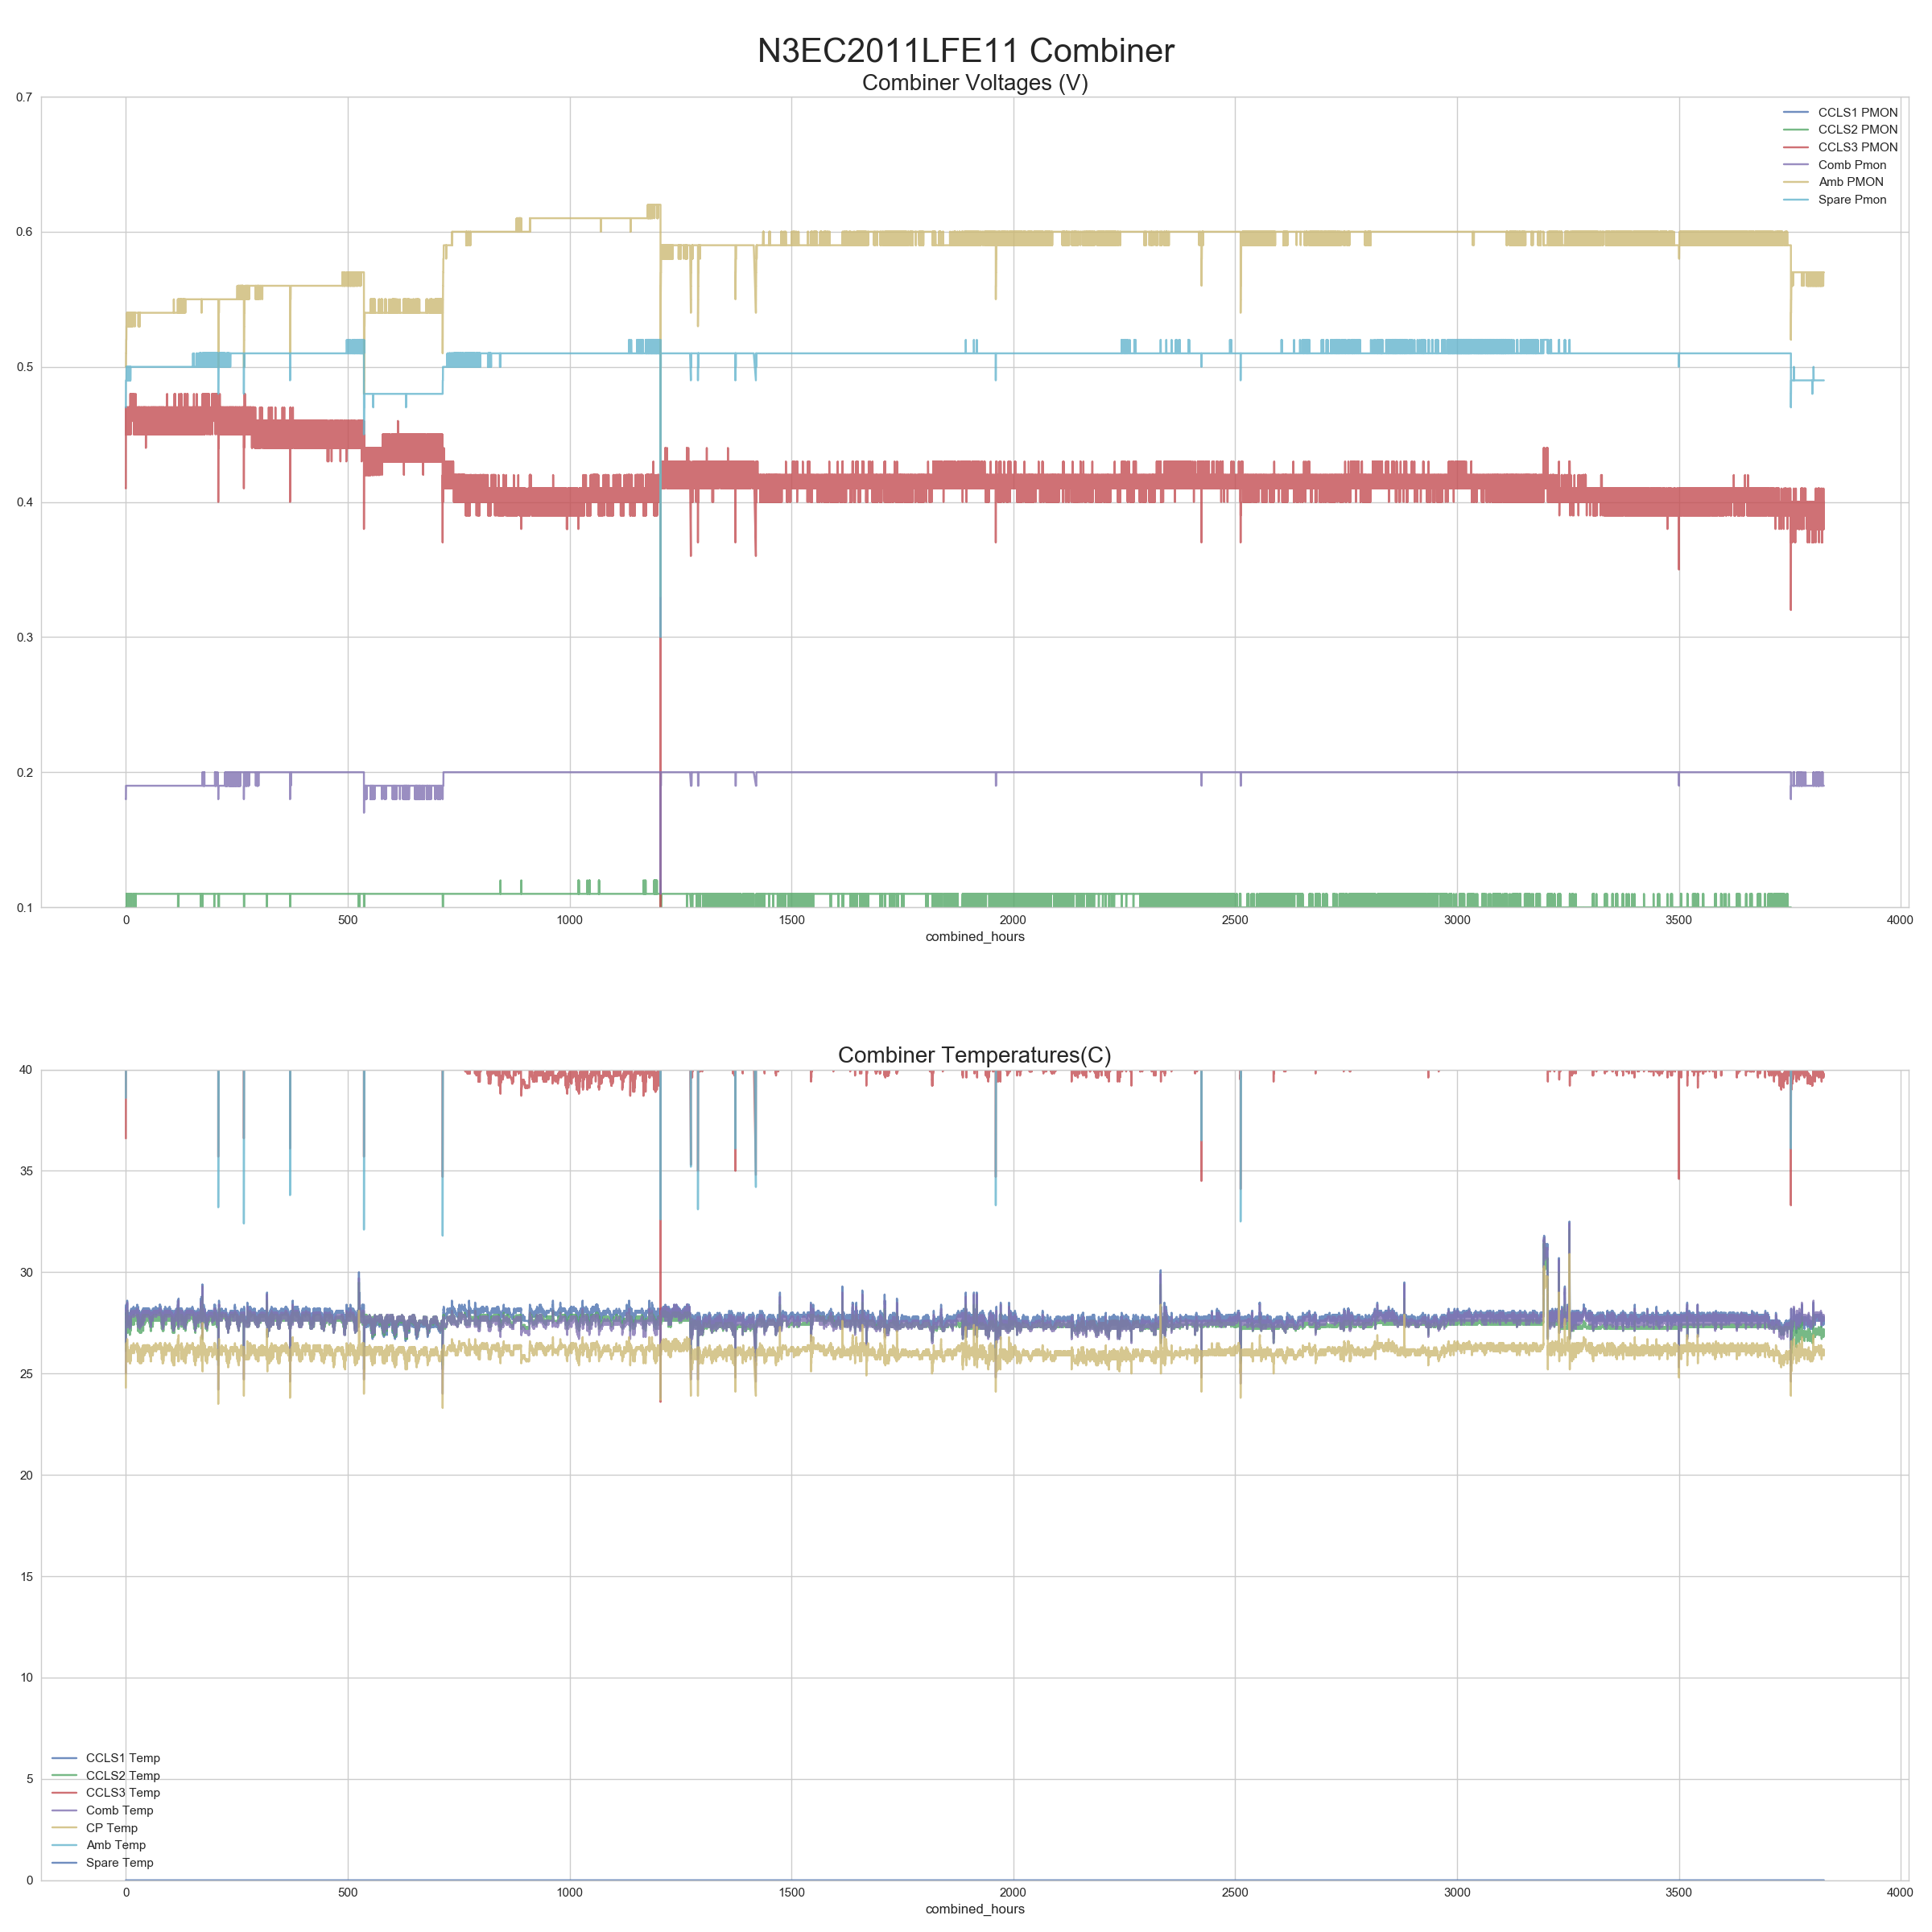 N3EC2011LFE11 Combiner
Combiner Voltages (V)
0.7
0.6
0.5
0.4
0.3
0.2
0.1
CCLS1 PMON
CCLS2 PMON
CCLS3 PMON
Comb Pmon
Amb PMON
Spare Pmon
0 500 1000 1500 2000 2500 3000 3500 4000
combined_hours
Combiner Temperatures(C)
40
35
30
25
20
15
10
5
0
CCLS1 Temp
CCLS2 Temp
CCLS3 Temp
Comb Temp
CP Temp
Amb Temp
Spare Temp
0 500 1000 1500 2000 2500 3000 3500 4000
combined_hours